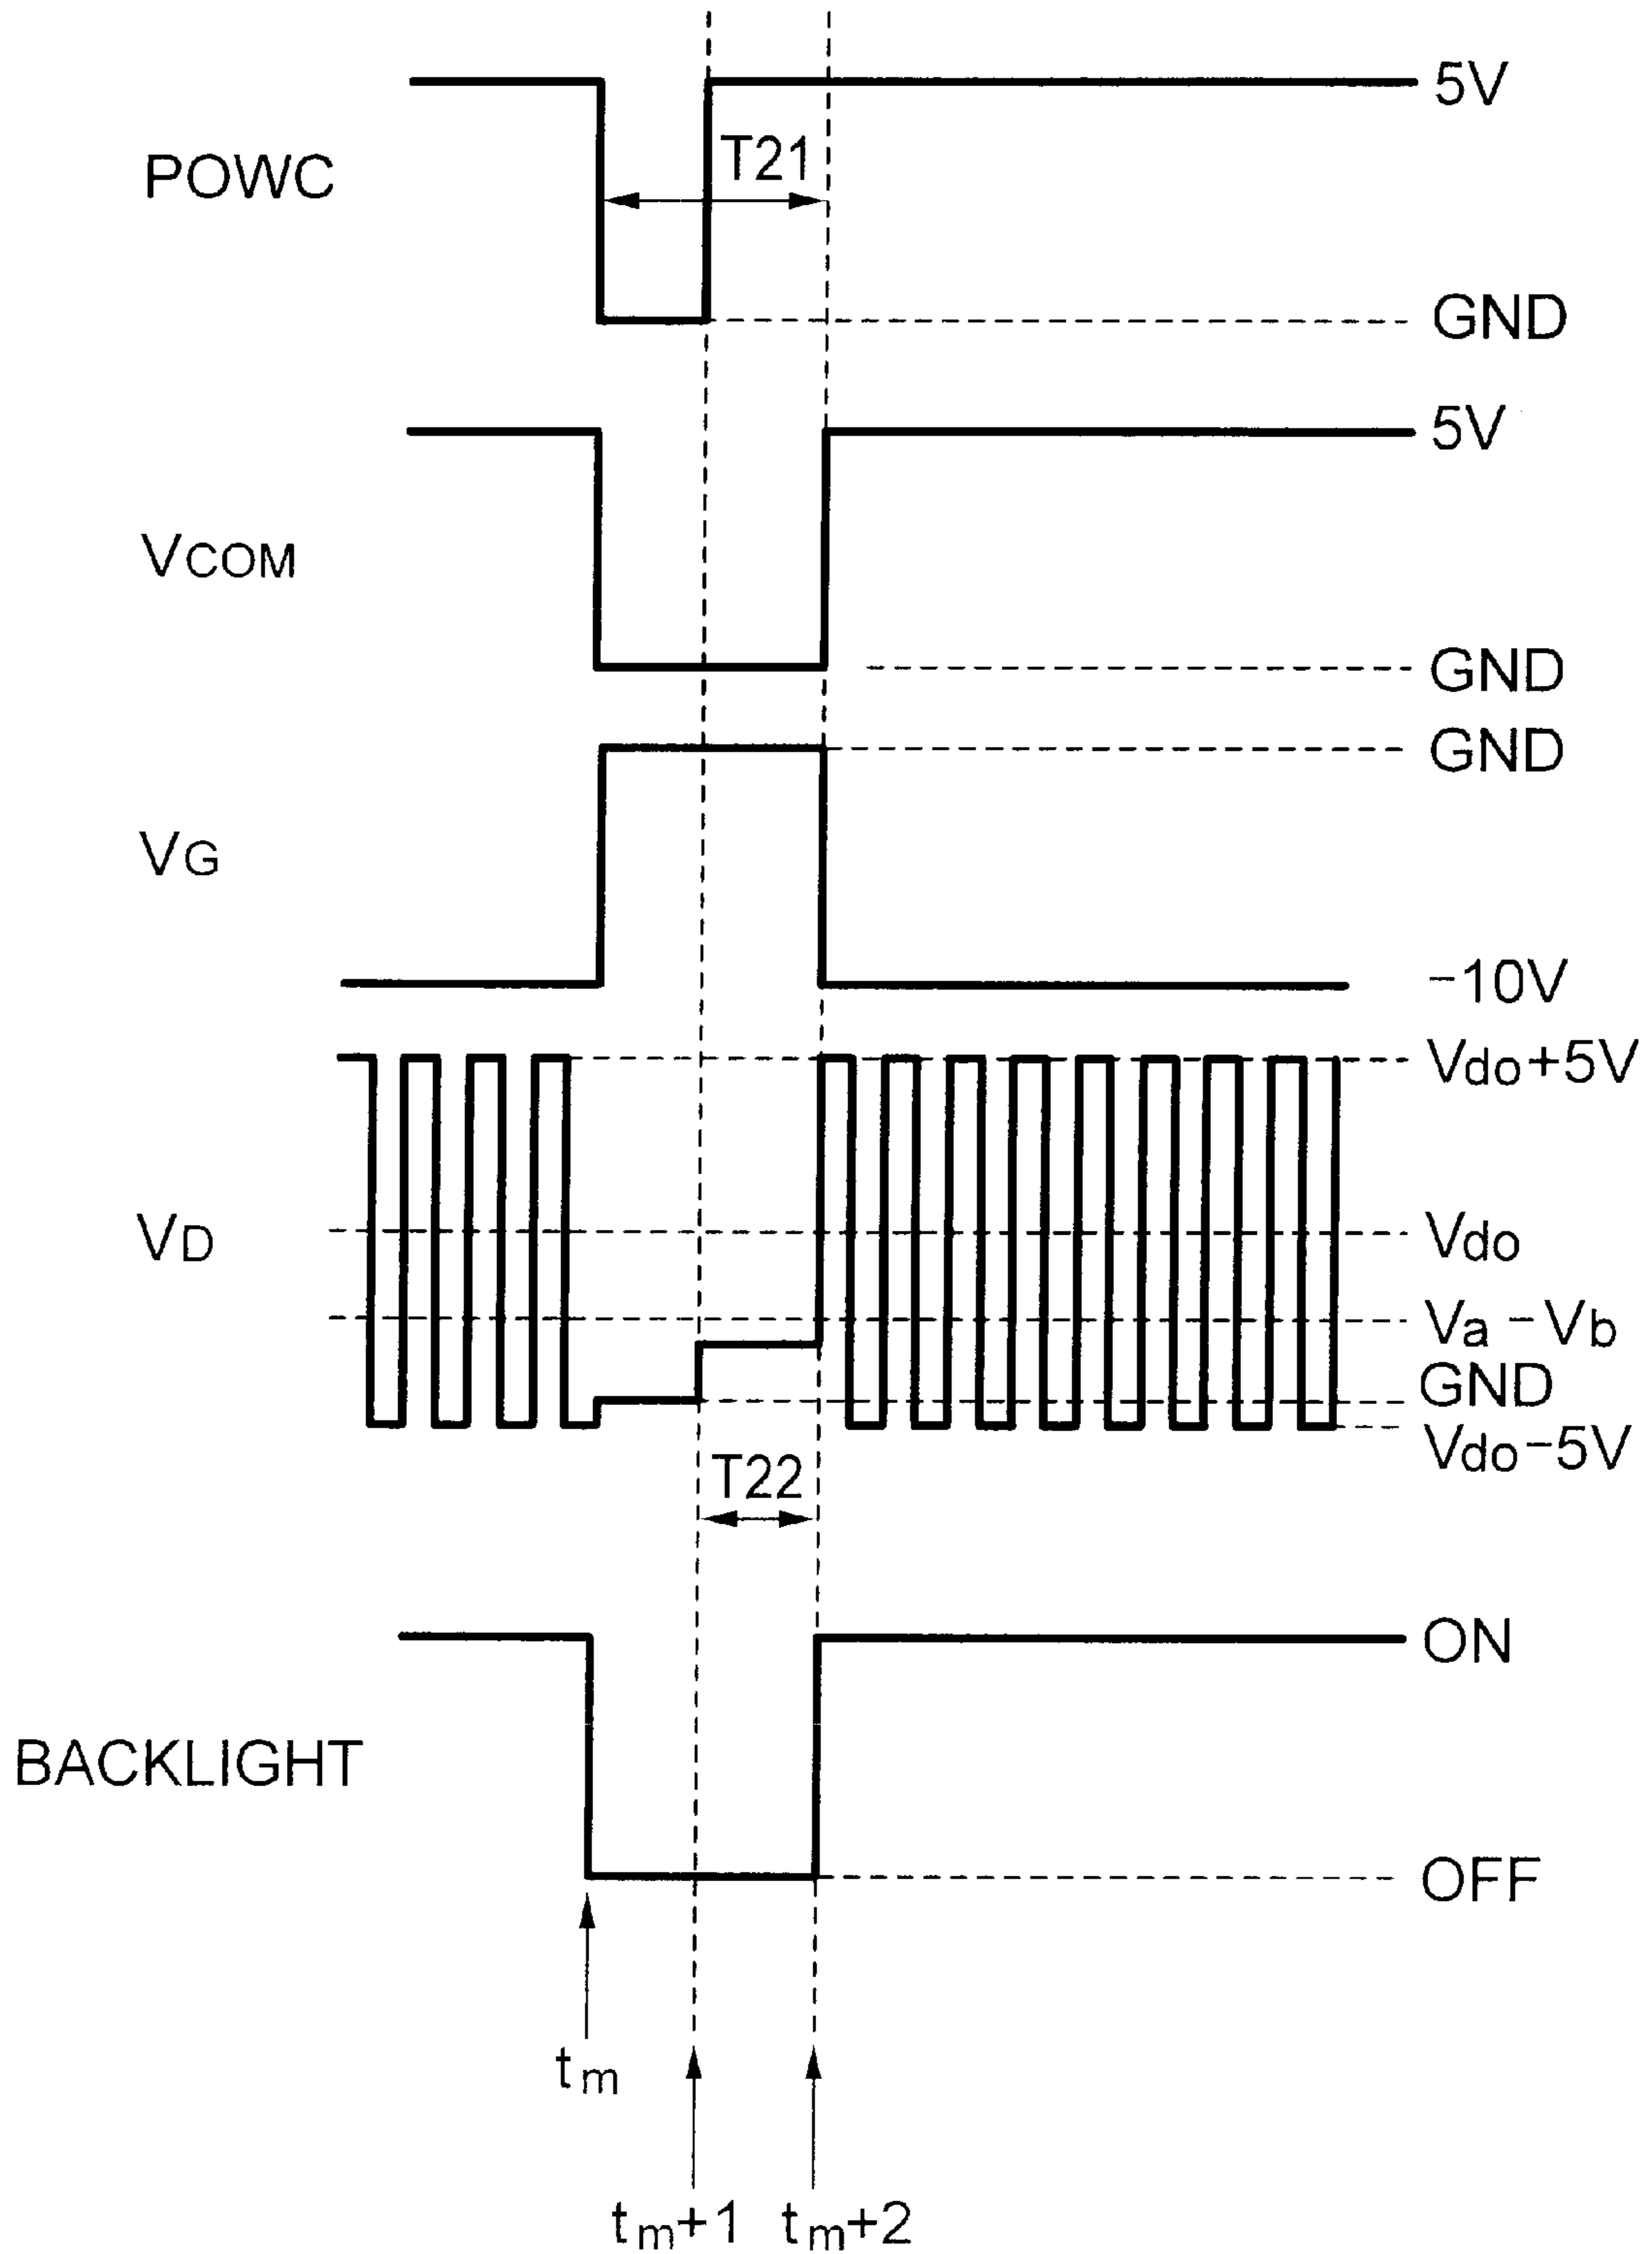 5V
T21
POWC
GND
5V
VCOM
GND
GND
VG
-10V
Vdo+5V
VD
Vdo
Va-Vb
GND
Vdo-5V
T22
ON
BACKLIGHT
OFF
tm
tm+1
tm+2